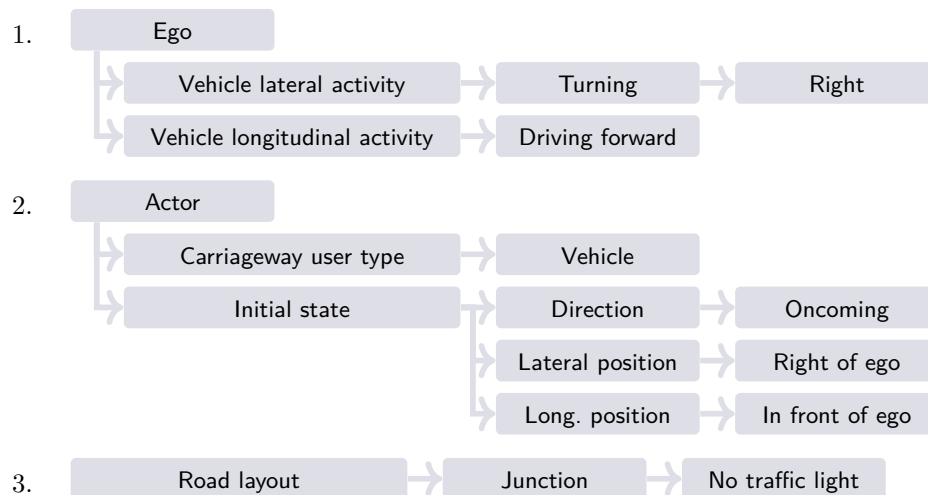 1. Ego
Vehicle lateral activity Turning Right
Vehicle longitudinal activity Driving forward
2. Actor
Carriageway user type Vehicle
Initial state Direction Oncoming
Lateral position Right of ego
Long. position In front of ego
3. Road layout Junction No traffic light